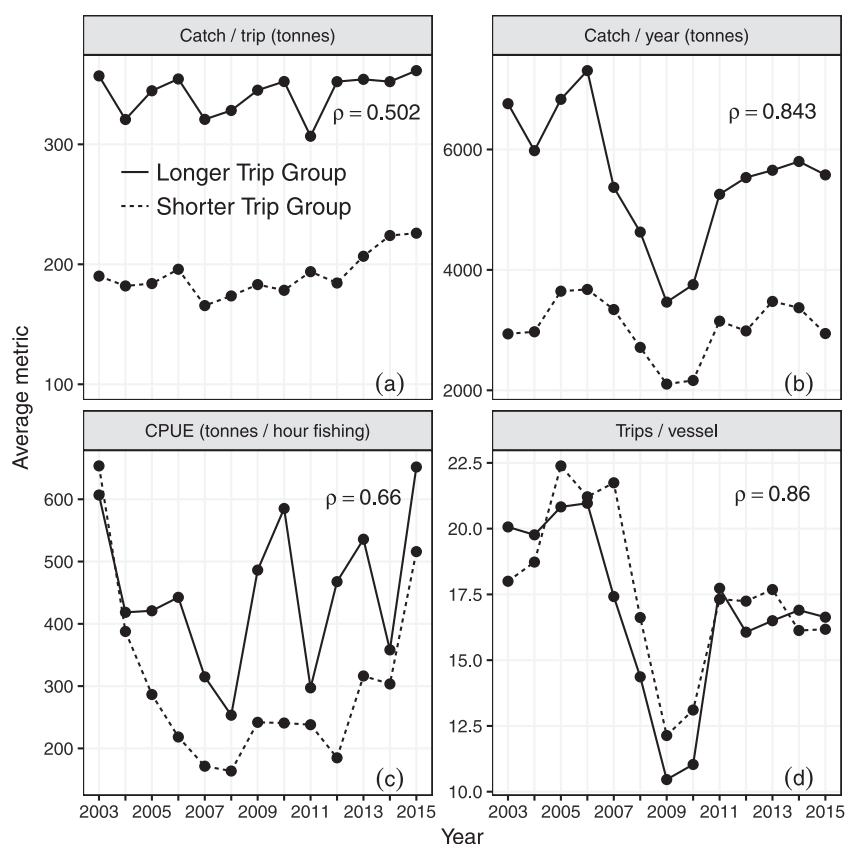 Catch / trip (tonnes)
Catch / year (tonnes)
300
200
100
ρ = 0.502
Longer Trip Group
Shorter Trip Group
(a)
6000
4000
2000
ρ = 0.843
(b)
Average metric
CPUE (tonnes / hour fishing)
Trips / vessel
600
500
400
300
200
ρ = 0.66
(c)
22.5
20.0
17.5
15.0
12.5
10.0
ρ = 0.86
(d)
2003 2005 2007 2009 2011 2013 2015
2003 2005 2007 2009 2011 2013 2015
Year